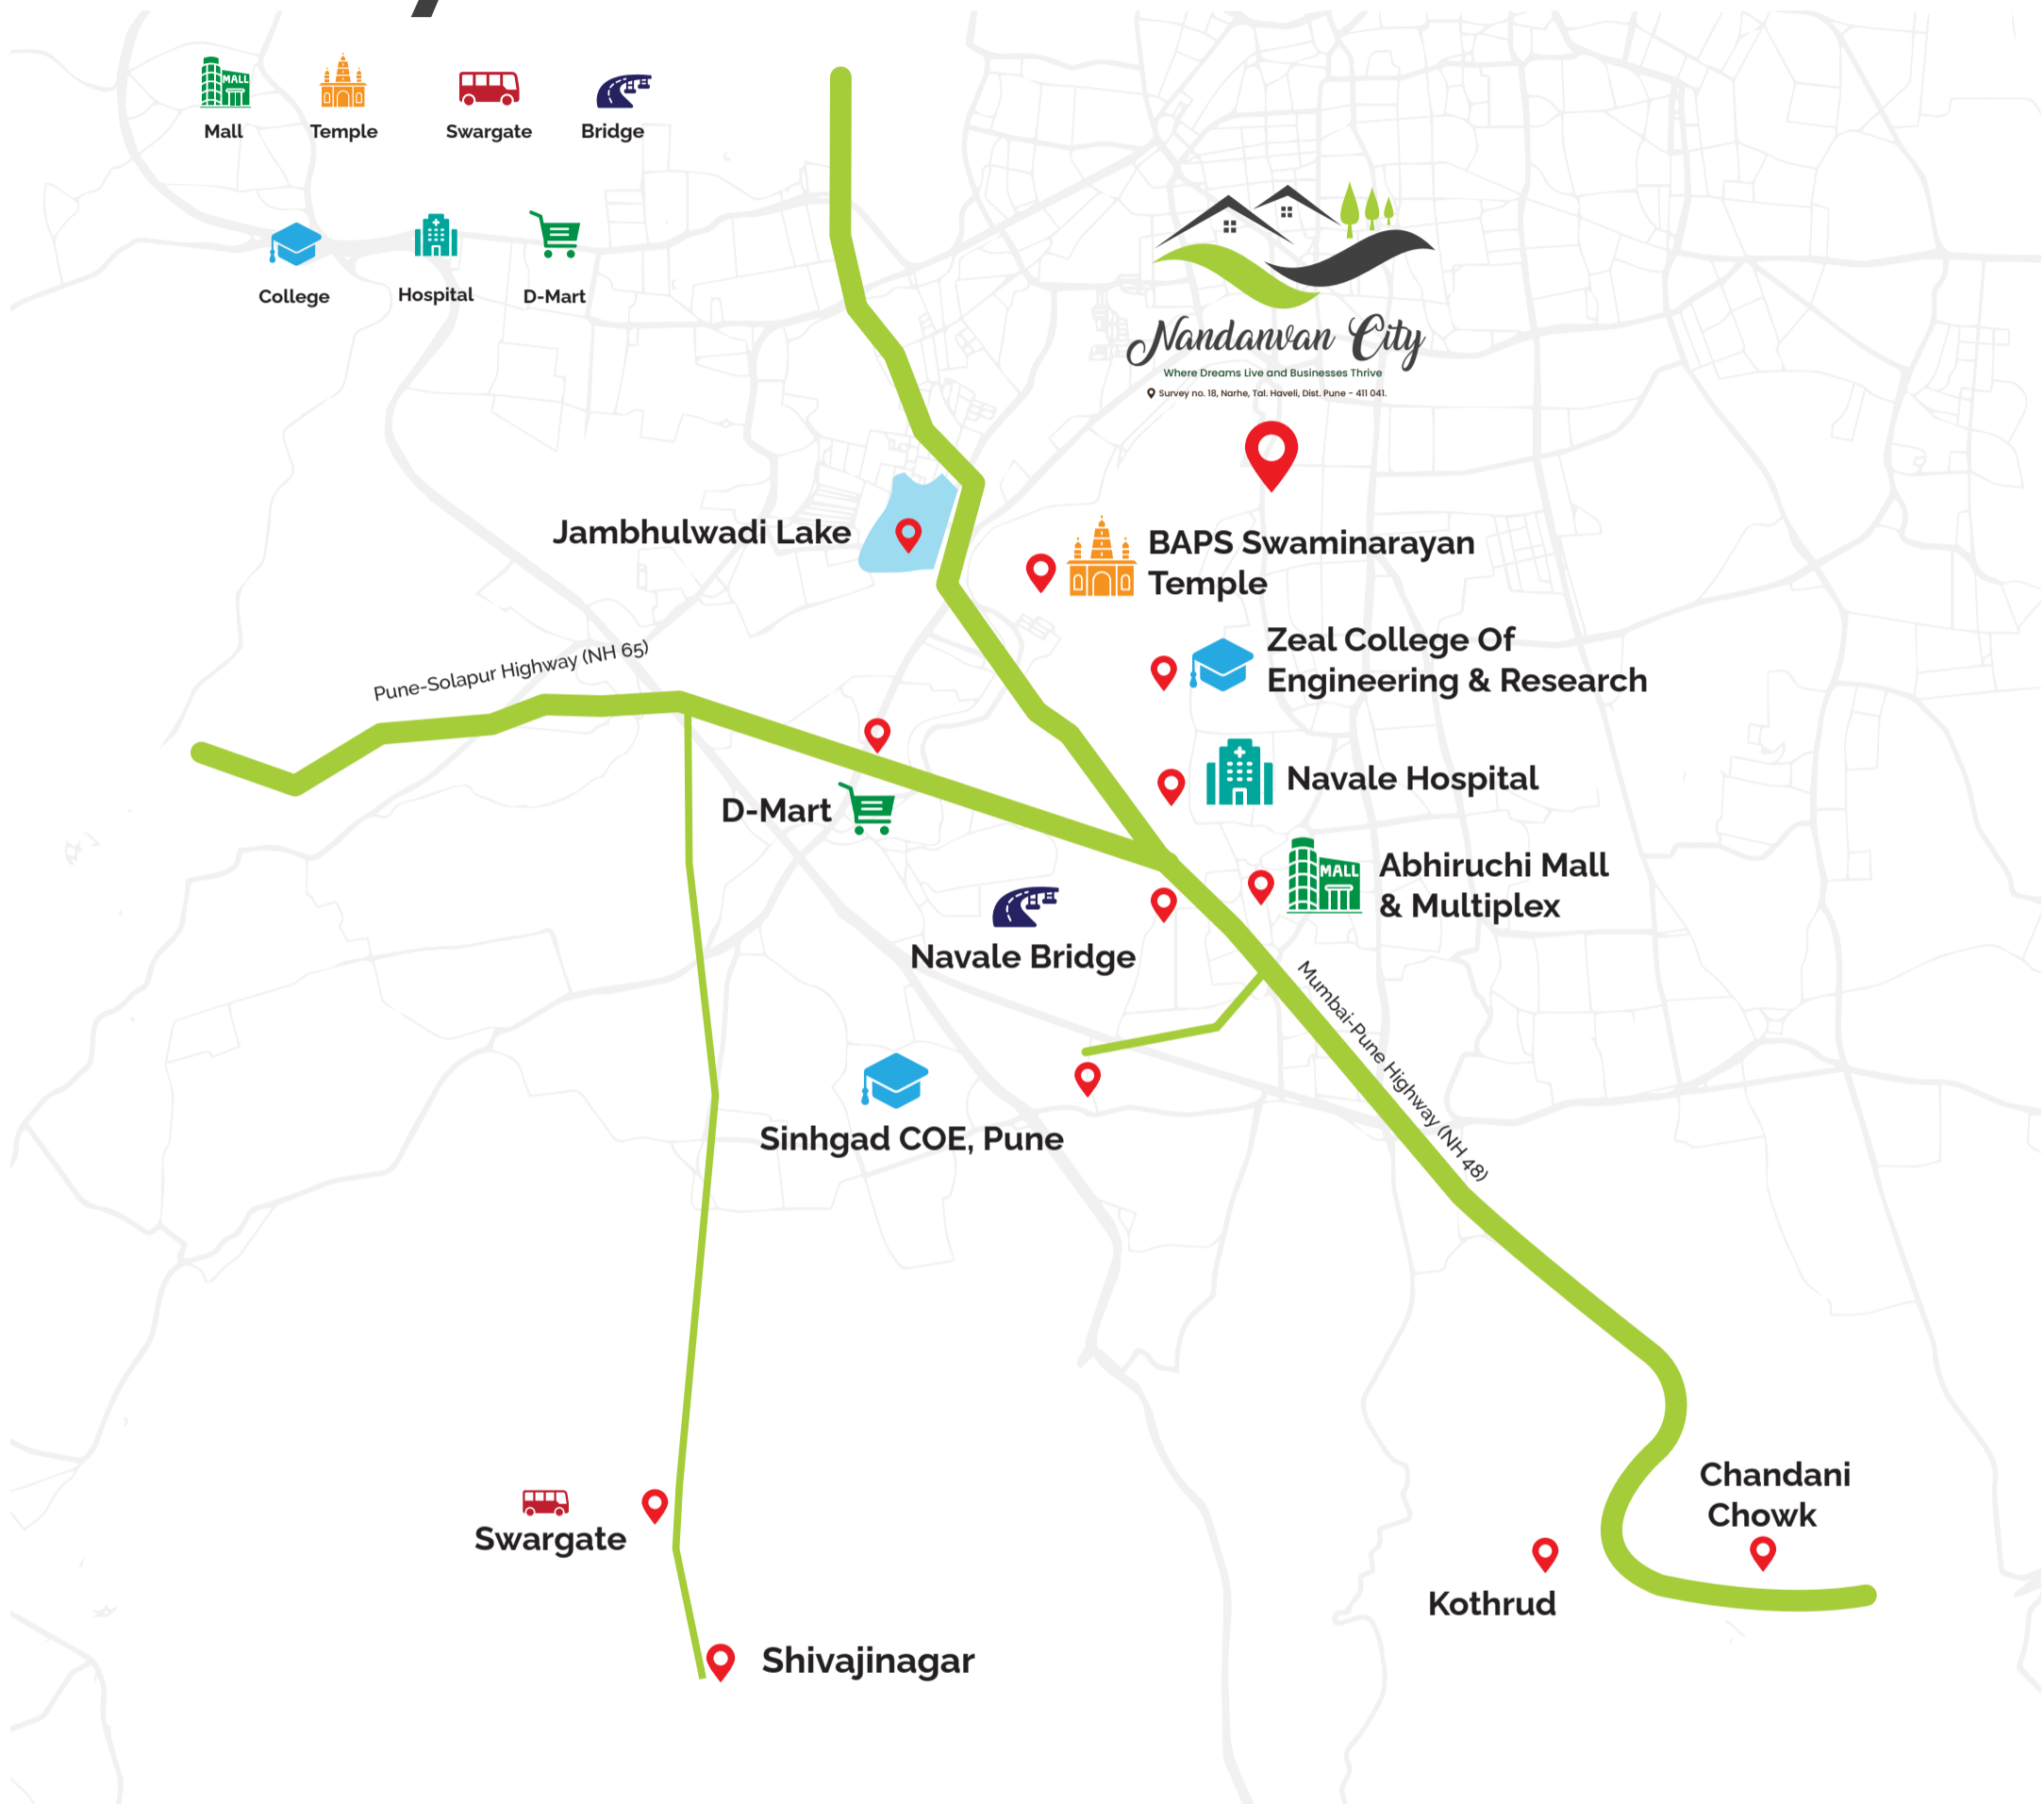 MALL
Mall
Temple
Swargate
Bridge
College
Hospital
D-Mart
Nandanvan City
Where Dreams Live and Businesses Thrive
Survey no. 18, Narhe, Tal. Haveli, Dist. Pune - 411 041.
Jambhulwadi Lake
BAPS Swaminarayan
Temple
Zeal College Of
Engineering & Research
Pune-Solapur Highway (NH 65)
Navale Hospital
D-Mart
MALL
Abhiruchi Mall
& Multiplex
Navale Bridge
Mumbai-Pune Highway (NH 48)
Sinhgad COE, Pune
Chandani
Chowk
Swargate
Kothrud
Shivajinagar